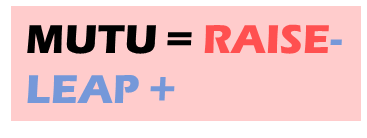 MUTU = RAISE-
LEAP +